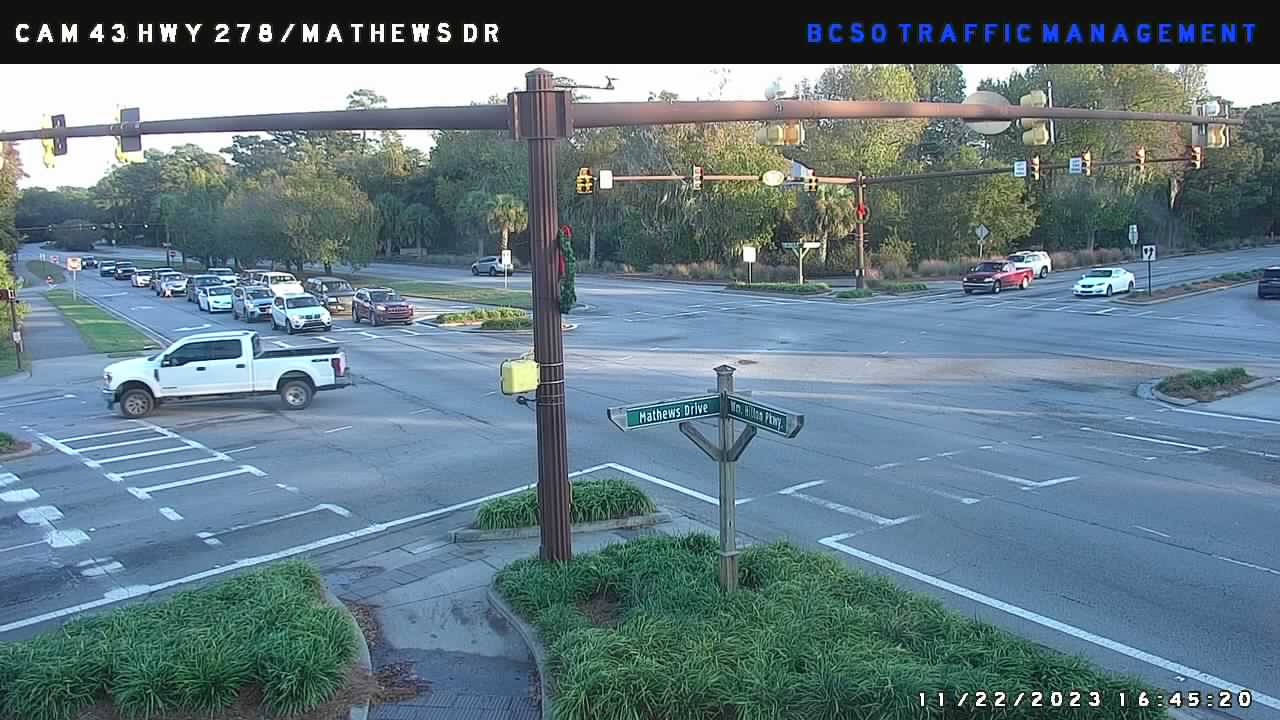 CAM 43 HWY 278/MATHEWS DR
BCSO TRAFFIC MANAGEMENT
Mathews Drive
Wm. Hilton Pkwy.
11/22/2023 16:45:20